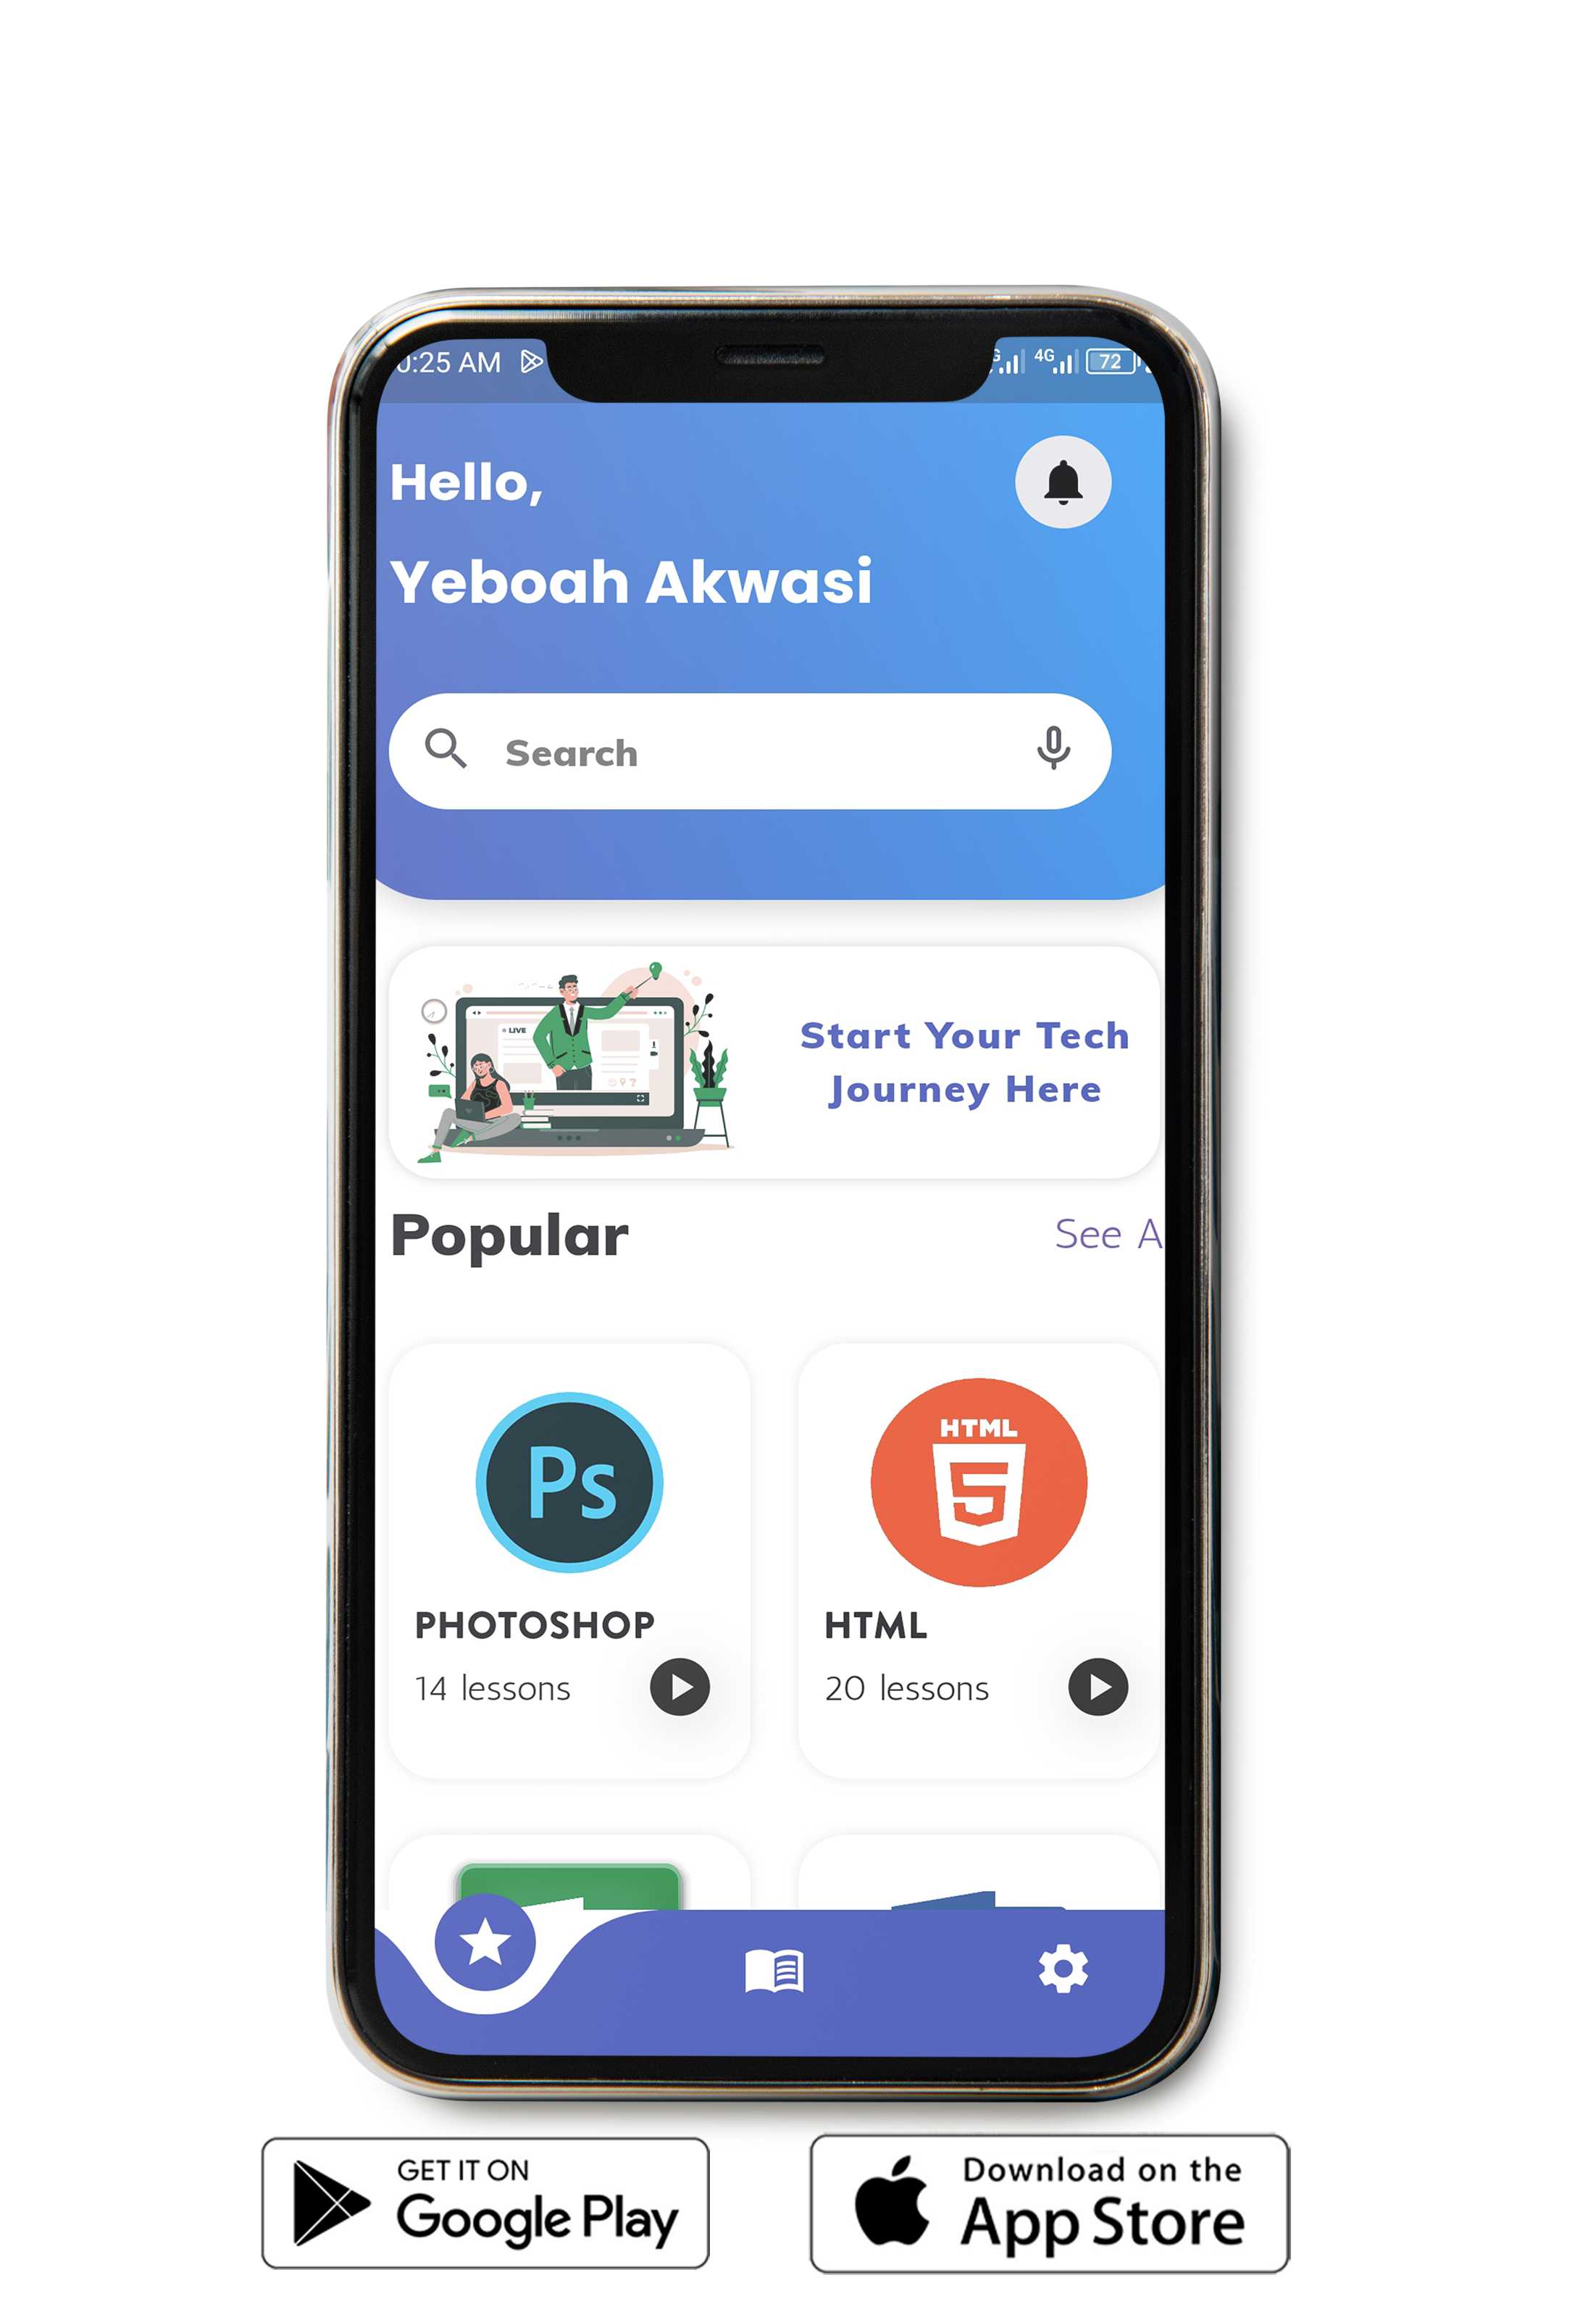 0:25 AM
4G
72
Hello,
Yeboah Akwasi
Search
LIVE
Start Your Tech
Journey Here
Popular
See A
Ps
HTML
5
PHOTOSHOP
HTML
14 lessons
20 lessons
GET IT ON
Google Play
Download on the
App Store